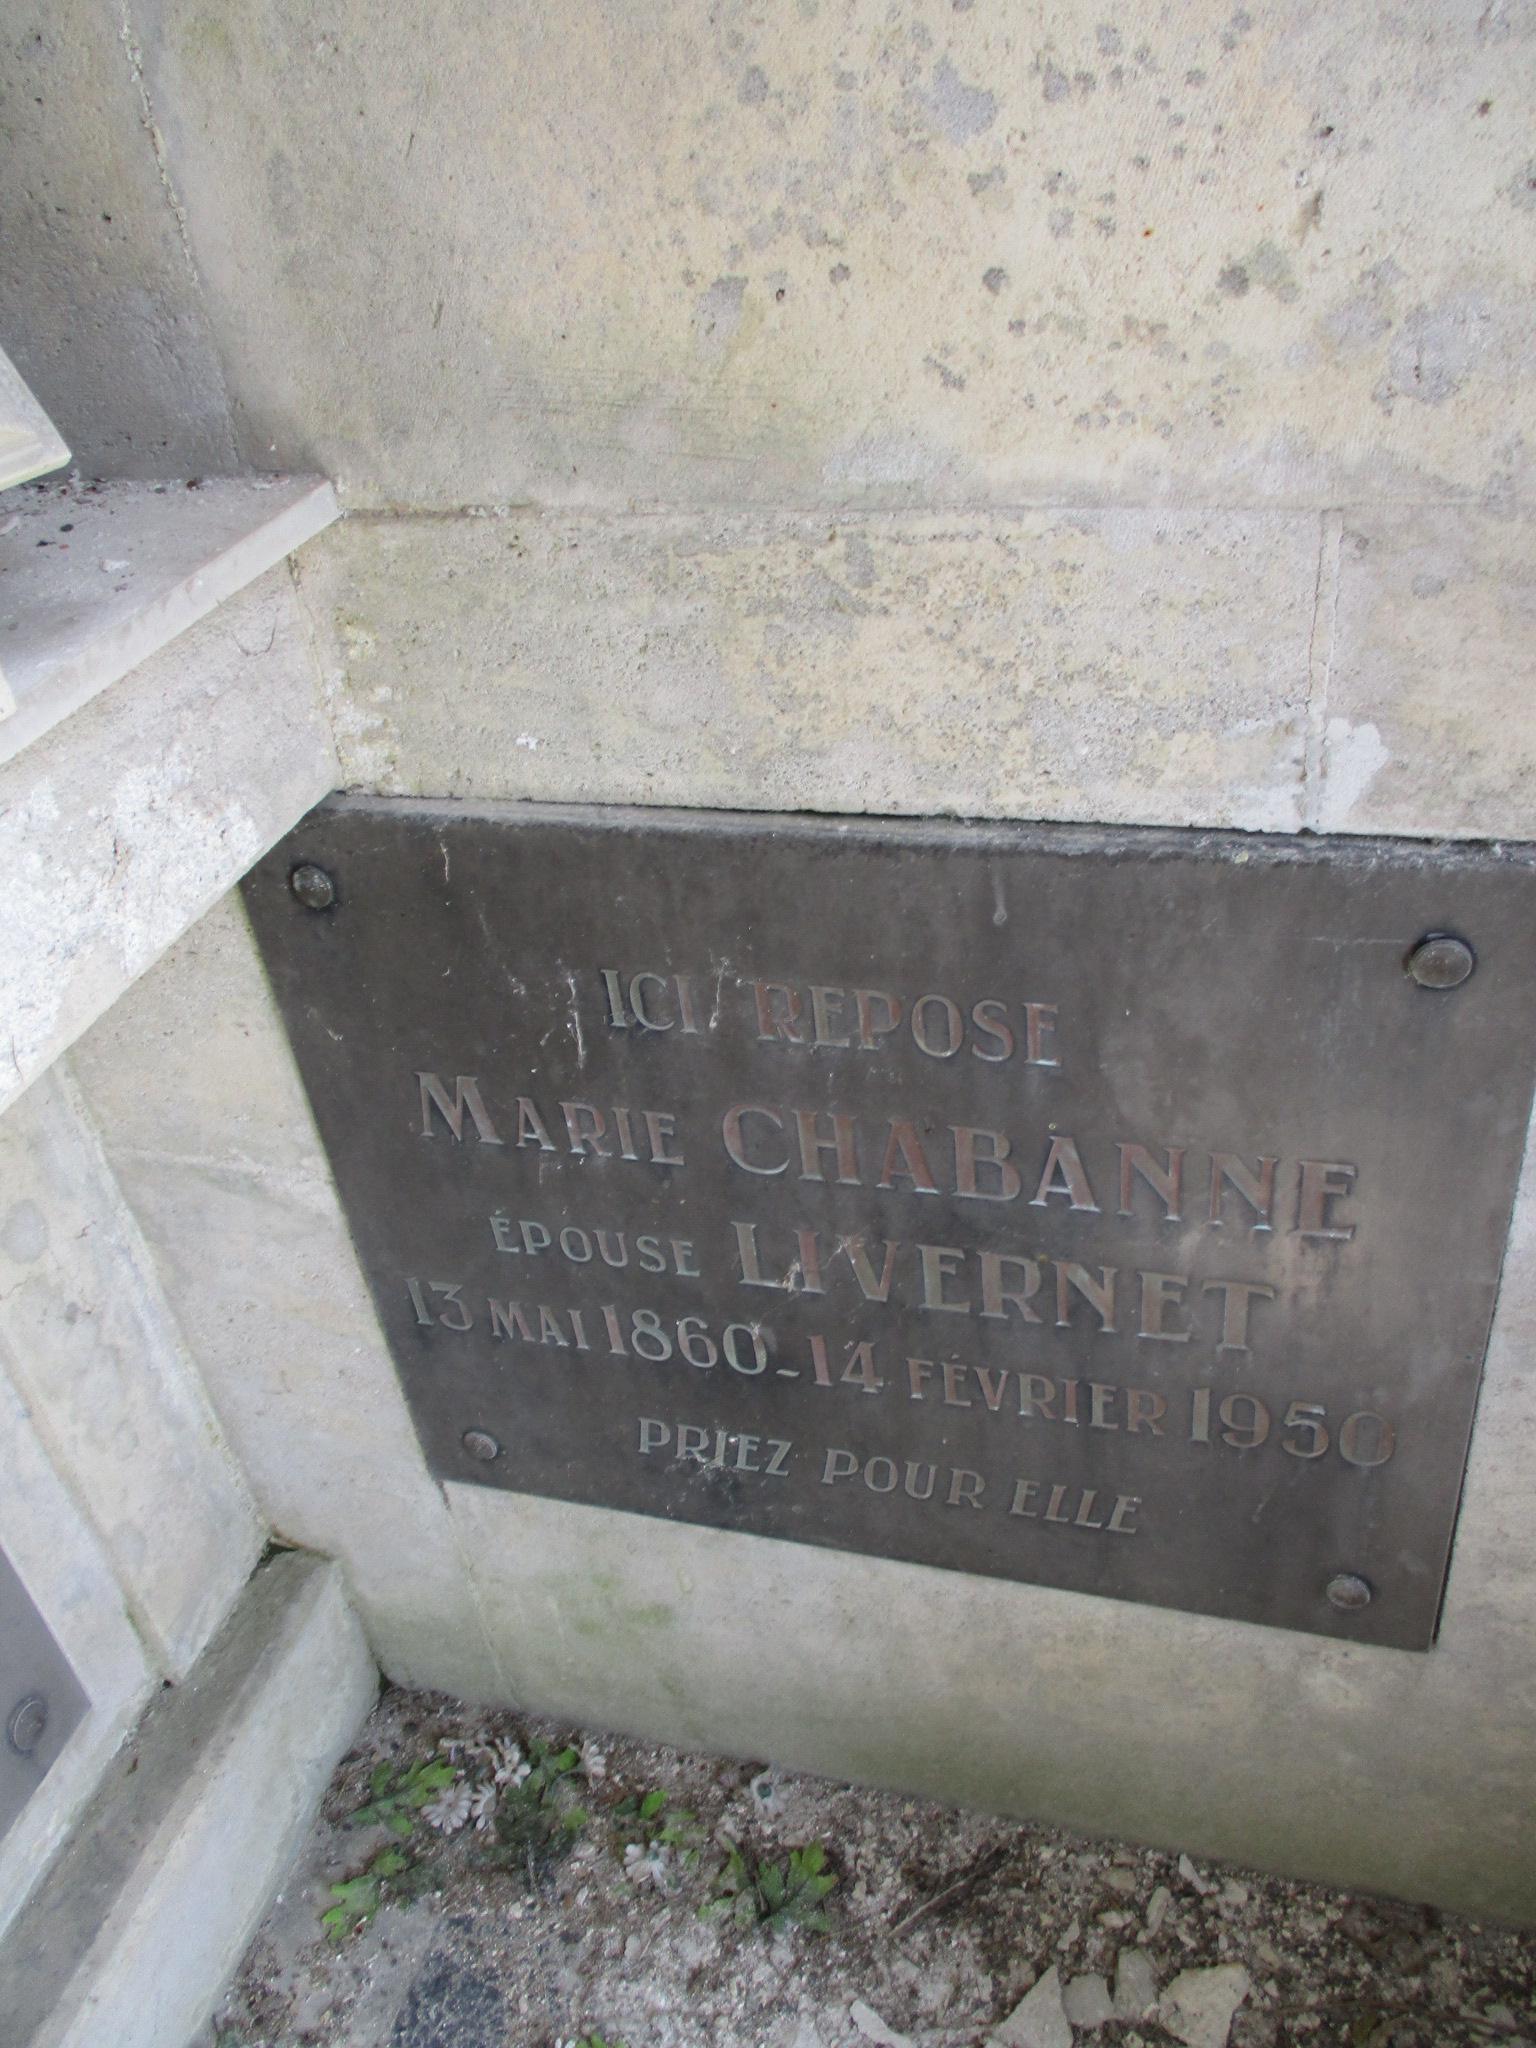 ICI REPOSE
MARIE CHABANNE
ÉPOUSE LIVERNET
13 MAI 1860 - 14 FÉVRIER 1950
PRIEZ POUR ELLE